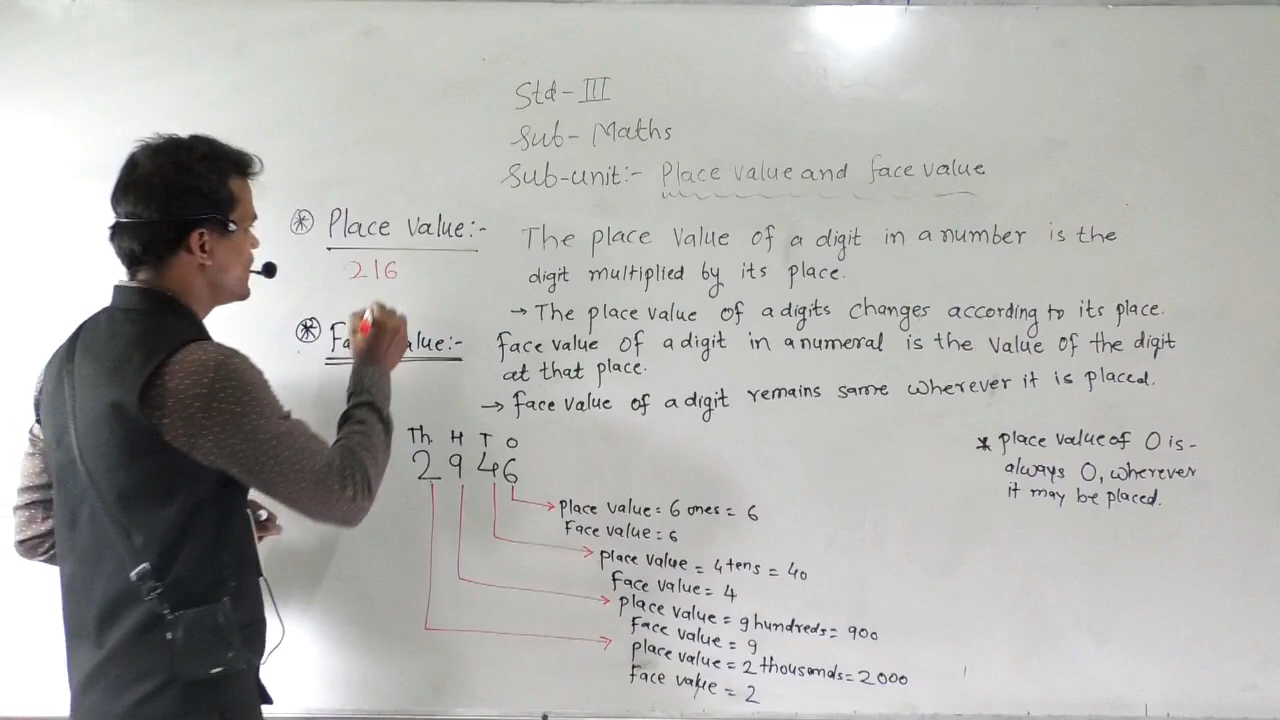 Std-III
Sub- Maths
Sub-unit:- Place value and face value
* Place value:-
The place value of a digit in a number is the
digit multiplied by its place.
216
→ The place value of a digits changes according to its place.
* Fa alue:-
face value of a digit in a numeral is the value of the digit
at that place.
→ face value of a digit remains same wherever it is placed.
Th. H T O
2946
* place value of 0 is-
always 0, wherever
it may be placed.
Place value = 6 ones = 6
Face value = 6
place value = 4 tens = 40
Face value = 4
place value = 9 hundreds = 900
Face value = 9
place value = 2 thousands = 2000
Face value = 2